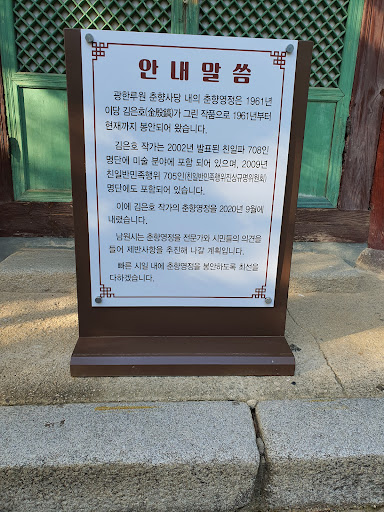 안내말씀
광한루원 춘향사당 내의 춘향영정은 1961년
이당 김은호(金殷鎬)가 그린 작품으로 1961년부터
현재까지 봉안되어 왔습니다.
김은호 작가는 2002년 발표된 친일파 708인
명단에 미술 분야에 포함 되어 있으며, 2009년
친일반민족행위 705인(친일반민족행위진상규명위원회)
명단에도 포함되어 있습니다.
이에 김은호 작가의 춘향영정을 2020년 9월에
내렸습니다.
남원시는 춘향영정을 전문가와 시민들의 의견을
들어 제반사항을 추진해 나갈 계획입니다.
빠른 시일 내에 춘향영정을 봉안하도록 최선을
다하겠습니다.